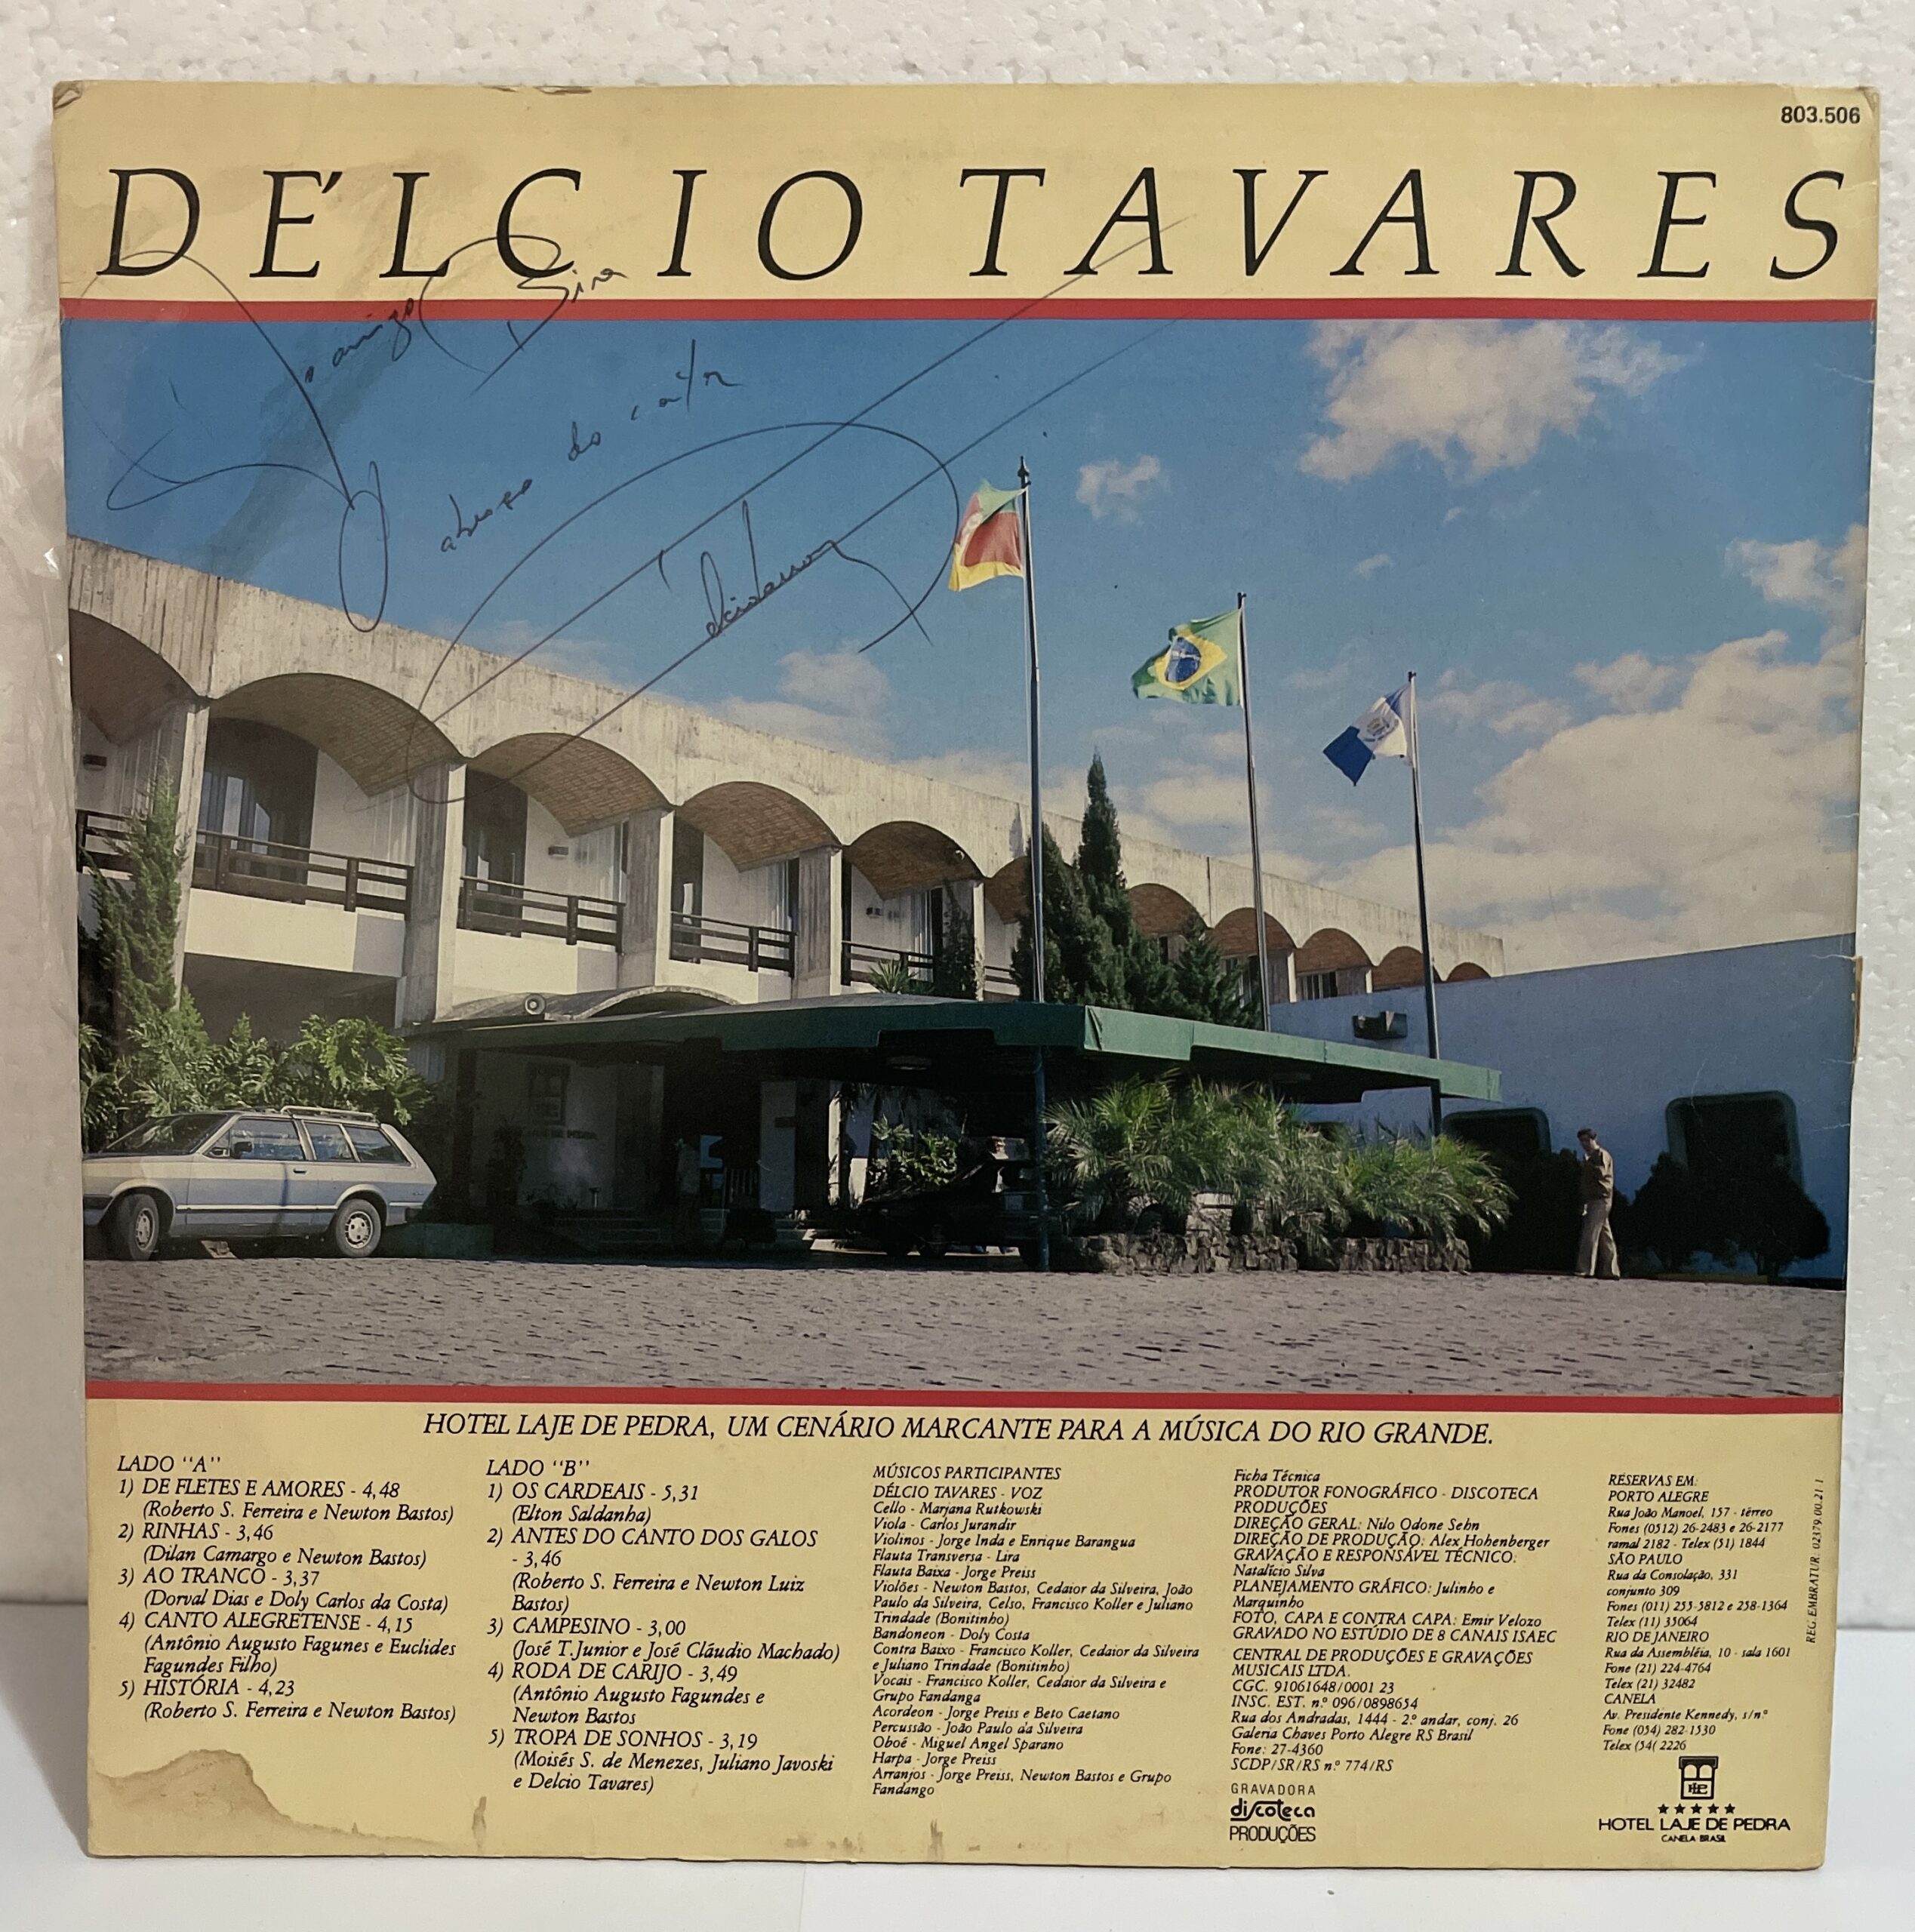 803.506
DÉLCIO TAVARES
amigo
abraço do
HOTEL LAJE DE PEDRA, UM CENÁRIO MARCANTE PARA A MÚSICA DO RIO GRANDE.
LADO "A"
1) DE FLETES E AMORES - 4,48
(Roberto S. Ferreira e Newton Bastos)
2) RINHAS - 3,46
(Dilan Camargo e Newton Bastos)
3) AO TRANCO - 3,37
(Dorval Dias e Doly Carlos da Costa)
4) CANTO ALEGRETENSE - 4,15
(Antônio Augusto Fagunes e Euclides
Fagundes Filho)
5) HISTÓRIA - 4,23
(Roberto S. Ferreira e Newton Bastos)
LADO "B"
1) OS CARDEAIS - 5,31
(Elton Saldanha)
2) ANTES DO CANTO DOS GALOS
- 3,46
(Roberto S. Ferreira e Newton Luiz
Bastos)
3) CAMPESINO - 3,00
(José T.Junior e José Cláudio Machado)
4) RODA DE CARIJO - 3,49
(Antônio Augusto Fagundes e
Newton Bastos
5) TROPA DE SONHOS - 3,19
(Moisés S. de Menezes, Juliano Javoski
e Delcio Tavares)
MÚSICOS PARTICIPANTES
DÉLCIO TAVARES - VOZ
Cello - Marjana Rutkowski
Viola - Carlos Jurandir
Violinos - Jorge Inda e Enrique Barangua
Flauta Transversa - Lira
Flauta Baixa - Jorge Preiss
Violões - Newton Bastos, Cedaior da Silveira, João
Paulo da Silveira, Celso, Francisco Koller e Juliano
Trindade (Bonitinho)
Bandoneon - Doly Costa
Contra Baixo - Francisco Koller, Cedaior da Silveira
e Juliano Trindade (Bonitinho)
Vocais - Francisco Koller, Cedaior da Silveira e
Grupo Fandanga
Acordeon - Jorge Preiss e Beto Caetano
Percussão - João Paulo da Silveira
Oboé - Miguel Angel Sparano
Harpa - Jorge Preiss
Arranjos - Jorge Preiss, Newton Bastos e Grupo
Fandango
Ficha Técnica
PRODUTOR FONOGRÁFICO - DISCOTECA
PRODUÇÕES
DIREÇÃO GERAL: Nilo Odone Sehn
DIREÇÃO DE PRODUÇÃO: Alex Hohenberger
GRAVAÇÃO E RESPONSÁVEL TÉCNICO:
Natalício Silva
PLANEJAMENTO GRÁFICO: Julinho e
Marquinho
FOTO, CAPA E CONTRA CAPA: Emir Velozo
GRAVADO NO ESTÚDIO DE 8 CANAIS ISAEC
CENTRAL DE PRODUÇÕES E GRAVAÇÕES
MUSICAIS LTDA.
CGC. 91061648/0001 23
INSC. EST. n.º 096/0898654
Rua dos Andradas, 1444 - 2.º andar, conj. 26
Galeria Chaves Porto Alegre RS Brasil
Fone: 27-4360
SCDP/SR/RS n.º 774/RS
GRAVADORA
discoteca
PRODUÇÕES
RESERVAS EM:
PORTO ALEGRE
Rua João Manoel, 157 - térreo
Fones (0512) 26-2483 e 26-2177
ramal 2182 - Telex (51) 1844
SÃO PAULO
Rua da Consolação, 331
conjunto 309
Fones (011) 255-5812 e 258-1364
Telex (11) 35064
RIO DE JANEIRO
Rua da Assembléia, 10 - sala 1601
Fone (21) 224-4764
Telex (21) 32482
CANELA
Av. Presidente Kennedy, s/n.º
Fone (054) 282-1530
Telex (54( 2226
HOTEL LAJE DE PEDRA
CANELA BRASIL
REG. EMBRATUR. 02379.00.21 1